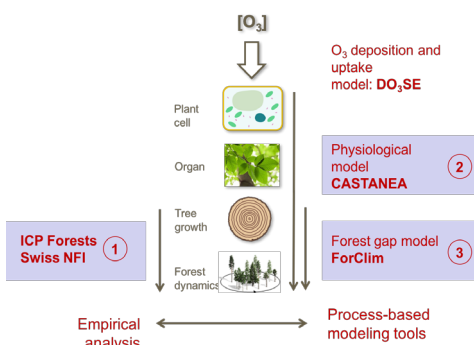 [O₃]
O₃ deposition and
uptake
model: DO₃SE
Plant
cell
Organ
Physiological
model
CASTANEA
2
Tree
growth
ICP Forests
Swiss NFI
1
Forest gap model
ForClim
3
Forest
dynamics
Empirical
analysis
Process-based
modeling tools